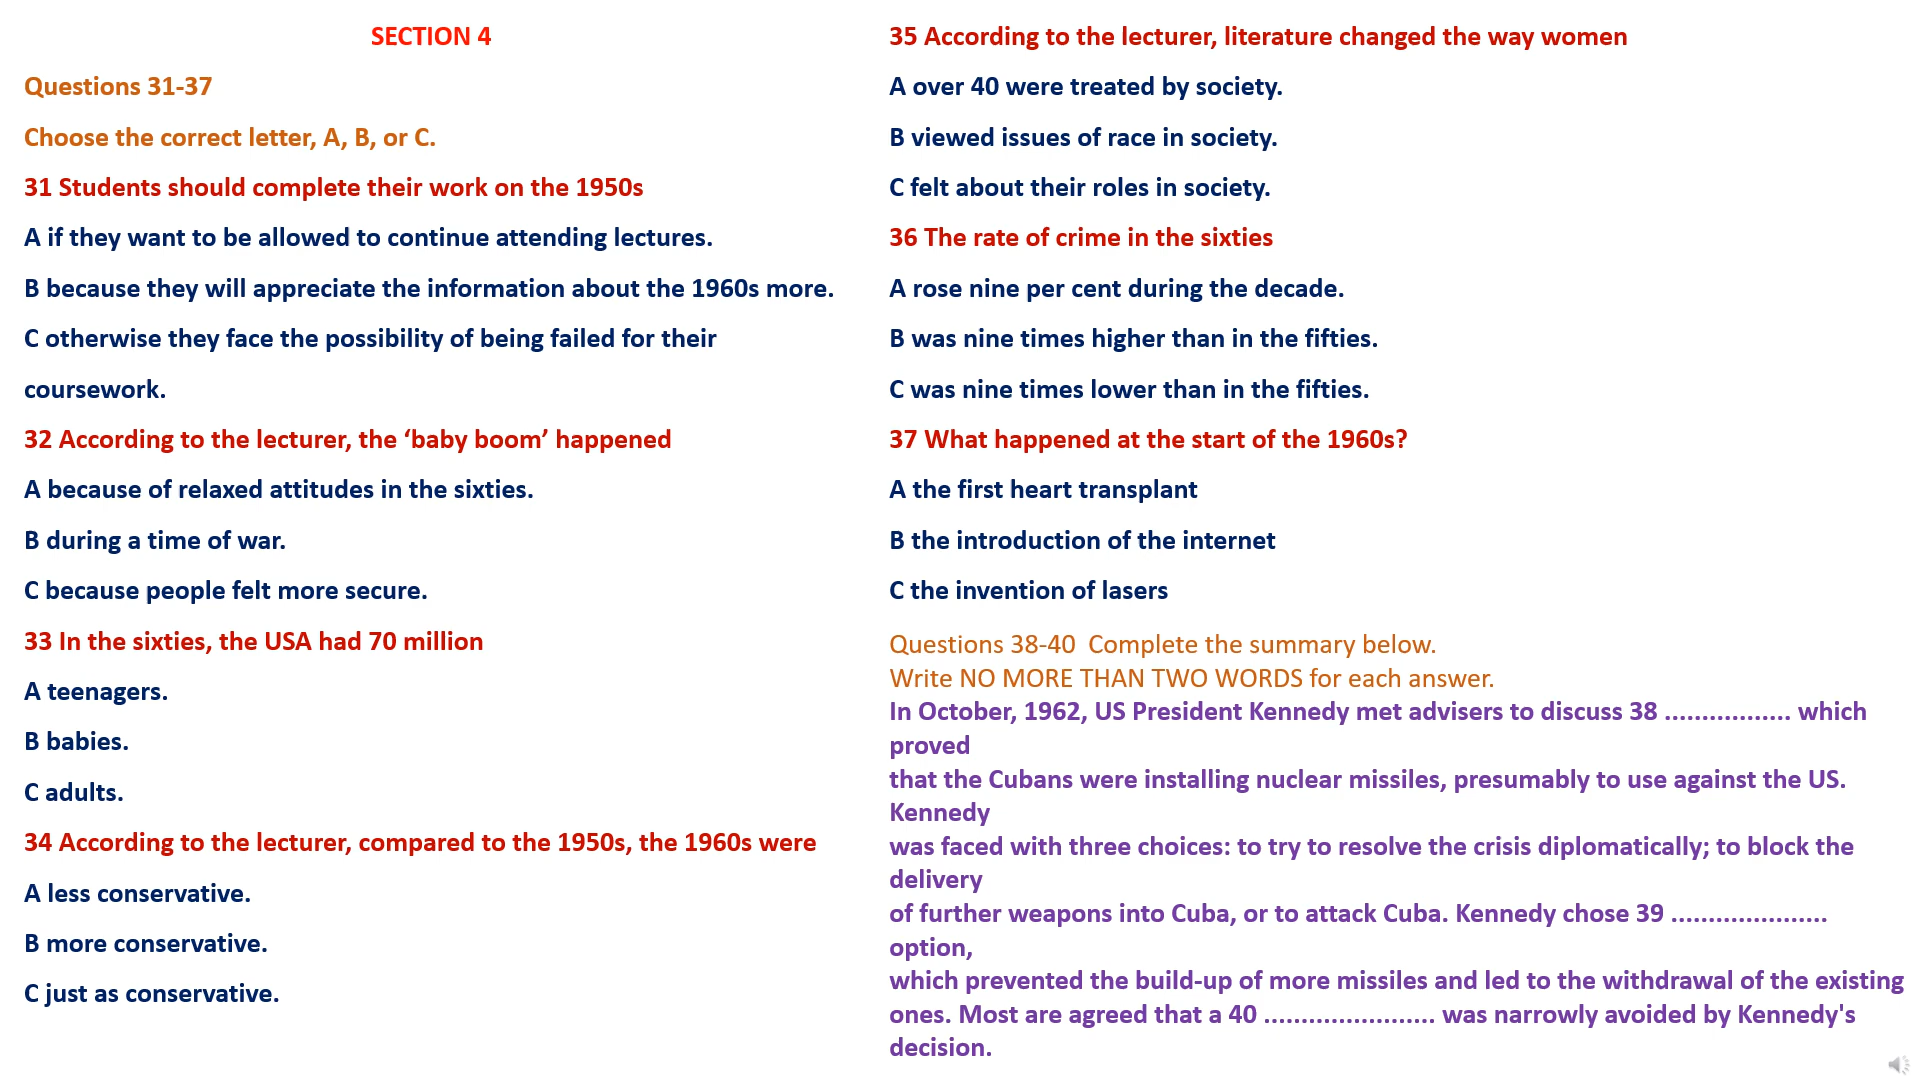 SECTION 4
Questions 31-37
Choose the correct letter, A, B, or C.
31 Students should complete their work on the 1950s
A if they want to be allowed to continue attending lectures.
B because they will appreciate the information about the 1960s more.
C otherwise they face the possibility of being failed for their
coursework.
32 According to the lecturer, the ‘baby boom’ happened
A because of relaxed attitudes in the sixties.
B during a time of war.
C because people felt more secure.
33 In the sixties, the USA had 70 million
A teenagers.
B babies.
C adults.
34 According to the lecturer, compared to the 1950s, the 1960s were
A less conservative.
B more conservative.
C just as conservative.
35 According to the lecturer, literature changed the way women
A over 40 were treated by society.
B viewed issues of race in society.
C felt about their roles in society.
36 The rate of crime in the sixties
A rose nine per cent during the decade.
B was nine times higher than in the fifties.
C was nine times lower than in the fifties.
37 What happened at the start of the 1960s?
A the first heart transplant
B the introduction of the internet
C the invention of lasers
Questions 38-40  Complete the summary below.
Write NO MORE THAN TWO WORDS for each answer.
In October, 1962, US President Kennedy met advisers to discuss 38 ................. which
proved
that the Cubans were installing nuclear missiles, presumably to use against the US.
Kennedy
was faced with three choices: to try to resolve the crisis diplomatically; to block the
delivery
of further weapons into Cuba, or to attack Cuba. Kennedy chose 39 .....................
option,
which prevented the build-up of more missiles and led to the withdrawal of the existing
ones. Most are agreed that a 40 ....................... was narrowly avoided by Kennedy's
decision.